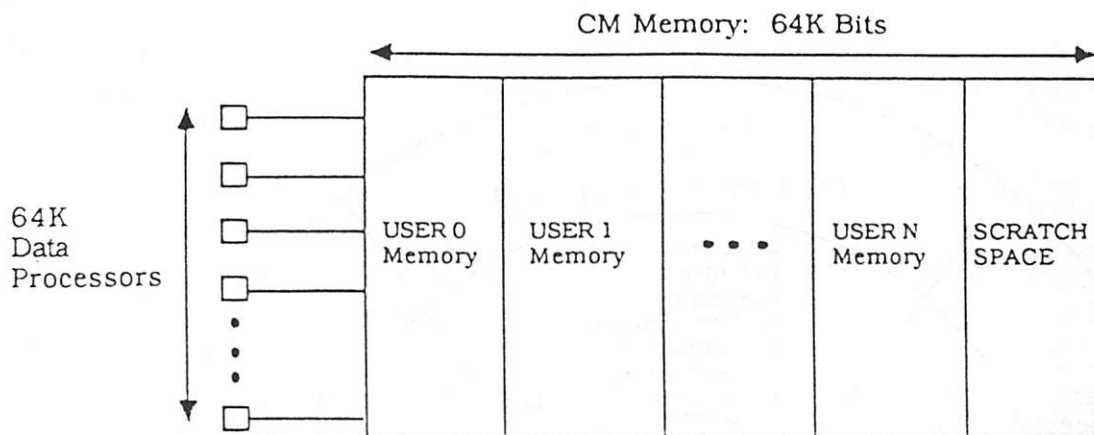 CM Memory: 64K Bits
64K
Data
Processors
USER 0
Memory
USER 1
Memory
USER N
Memory
SCRATCH
SPACE